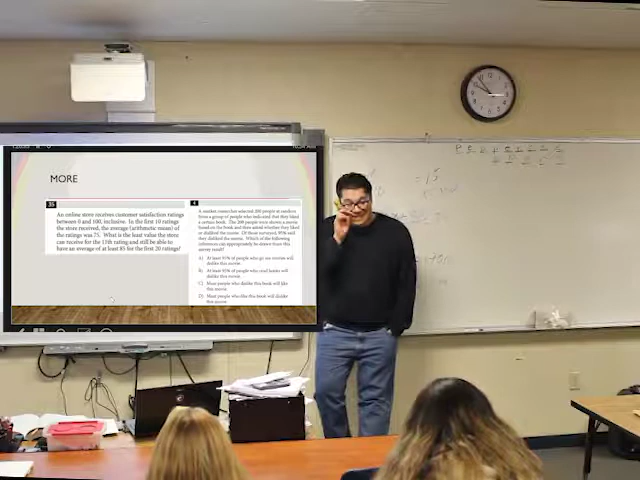 MORE
35
An online store receives customer satisfaction ratings
between 0 and 100, inclusive. In the first 10 ratings
the store received, the average (arithmetic mean) of
the ratings was 75. What is the least value the store
can receive for the 11th rating and still be able to
have an average of at least 85 for the first 20 ratings?
4
A market researcher selected 200 people at random
from a group of people who indicated that they liked
a certain book. The 200 people were shown a movie
based on the book and then asked whether they liked
or disliked the movie. Of those surveyed, 95% said
they disliked the movie. Which of the following
inferences can appropriately be drawn from this
survey result?
A) At least 95% of people who go see movies will
dislike this movie.
B) At least 95% of people who read books will
dislike this movie.
C) Most people who dislike this book will like
this movie.
D) Most people who like this book will dislike
this movie.
= 15